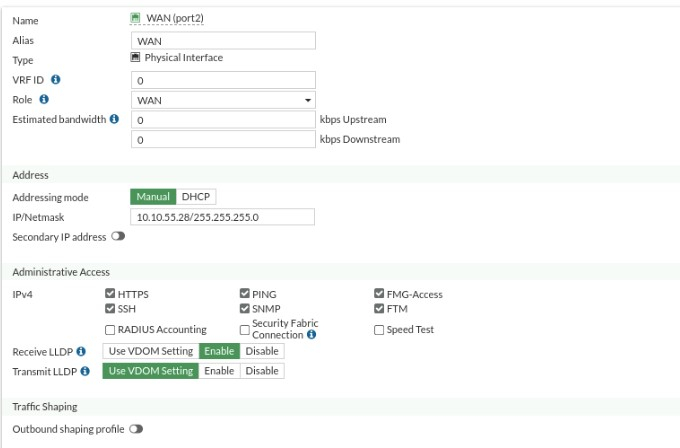 Name WAN (port2)
Alias WAN
Type Physical Interface
VRF ID 0
Role WAN
Estimated bandwidth 0 kbps Upstream
0 kbps Downstream
Address
Addressing mode Manual DHCP
IP/Netmask 10.10.55.28/255.255.255.0
Secondary IP address
Administrative Access
IPv4 HTTPS PING FMG-Access
SSH SNMP FTM
RADIUS Accounting Security Fabric Connection Speed Test
Receive LLDP Use VDOM Setting Enable Disable
Transmit LLDP Use VDOM Setting Enable Disable
Traffic Shaping
Outbound shaping profile